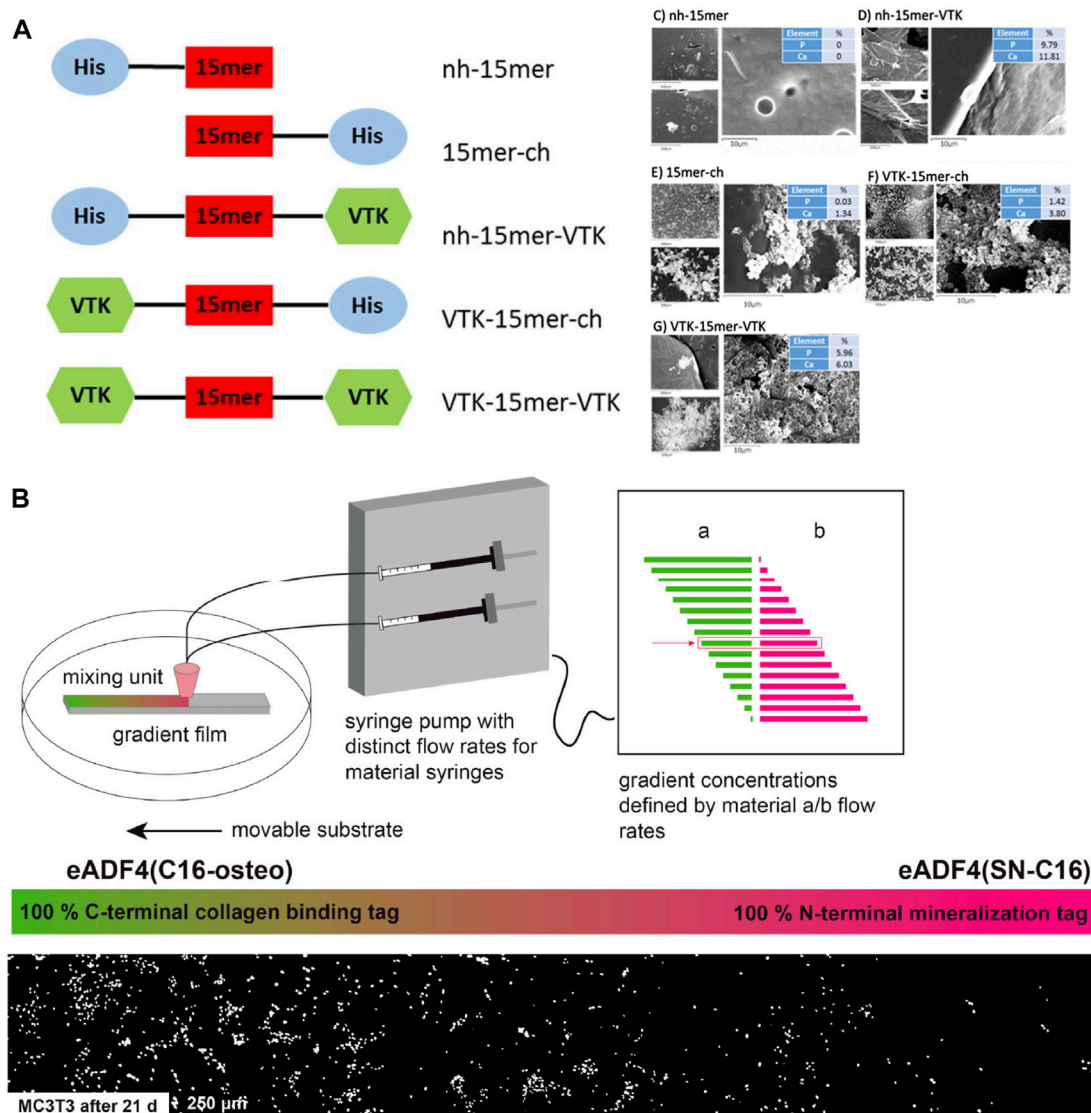 A
His
15mer
nh-15mer
15mer
His
15mer-ch
His
15mer
VTK
nh-15mer-VTK
VTK
15mer
His
VTK-15mer-ch
VTK
15mer
VTK
VTK-15mer-VTK
C) nh-15mer
Element %
P 0
Ca 0
10µm
D) nh-15mer-VTK
Element %
P 9.79
Ca 11.81
10µm
E) 15mer-ch
Element %
P 0.03
Ca 1.34
10µm
F) VTK-15mer-ch
Element %
P 1.42
Ca 3.80
10µm
G) VTK-15mer-VTK
Element %
P 5.96
Ca 6.03
10µm
B
mixing unit
gradient film
movable substrate
syringe pump with
distinct flow rates for
material syringes
a b
gradient concentrations
defined by material a/b flow
rates
eADF4(C16-osteo) eADF4(SN-C16)
100 % C-terminal collagen binding tag 100 % N-terminal mineralization tag
MC3T3 after 21 d 250 µm